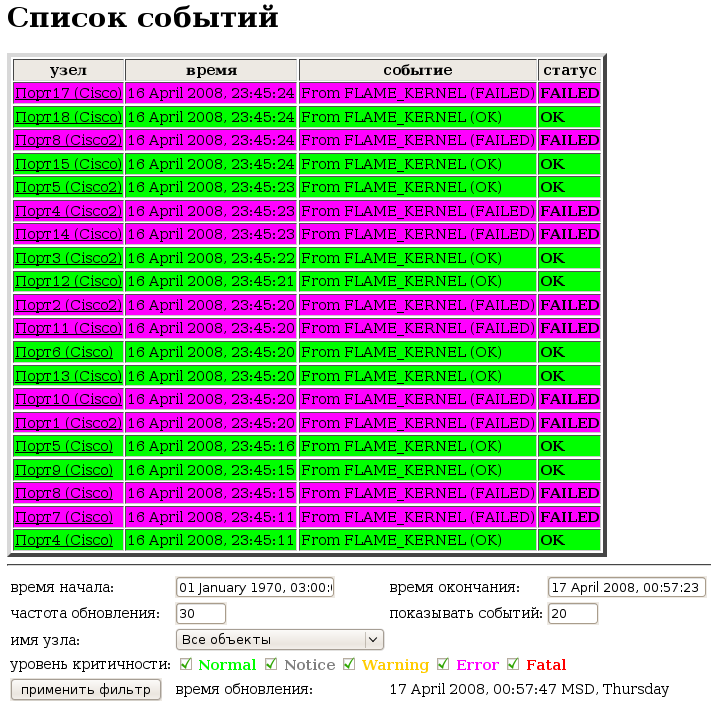 Список событий
узел время событие статус
Порт17 (Cisco) 16 April 2008, 23:45:24 From FLAME_KERNEL (FAILED) FAILED
Порт18 (Cisco) 16 April 2008, 23:45:24 From FLAME_KERNEL (OK) OK
Порт8 (Cisco2) 16 April 2008, 23:45:24 From FLAME_KERNEL (FAILED) FAILED
Порт15 (Cisco) 16 April 2008, 23:45:24 From FLAME_KERNEL (OK) OK
Порт5 (Cisco2) 16 April 2008, 23:45:23 From FLAME_KERNEL (OK) OK
Порт4 (Cisco2) 16 April 2008, 23:45:23 From FLAME_KERNEL (FAILED) FAILED
Порт14 (Cisco) 16 April 2008, 23:45:23 From FLAME_KERNEL (FAILED) FAILED
Порт3 (Cisco2) 16 April 2008, 23:45:22 From FLAME_KERNEL (OK) OK
Порт12 (Cisco) 16 April 2008, 23:45:21 From FLAME_KERNEL (OK) OK
Порт2 (Cisco2) 16 April 2008, 23:45:20 From FLAME_KERNEL (FAILED) FAILED
Порт11 (Cisco) 16 April 2008, 23:45:20 From FLAME_KERNEL (FAILED) FAILED
Порт6 (Cisco) 16 April 2008, 23:45:20 From FLAME_KERNEL (OK) OK
Порт13 (Cisco) 16 April 2008, 23:45:20 From FLAME_KERNEL (OK) OK
Порт10 (Cisco) 16 April 2008, 23:45:20 From FLAME_KERNEL (FAILED) FAILED
Порт1 (Cisco2) 16 April 2008, 23:45:20 From FLAME_KERNEL (FAILED) FAILED
Порт5 (Cisco) 16 April 2008, 23:45:16 From FLAME_KERNEL (OK) OK
Порт9 (Cisco) 16 April 2008, 23:45:15 From FLAME_KERNEL (OK) OK
Порт8 (Cisco) 16 April 2008, 23:45:15 From FLAME_KERNEL (FAILED) FAILED
Порт7 (Cisco) 16 April 2008, 23:45:11 From FLAME_KERNEL (FAILED) FAILED
Порт4 (Cisco) 16 April 2008, 23:45:11 From FLAME_KERNEL (OK) OK
время начала: 01 January 1970, 03:00: время окончания: 17 April 2008, 00:57:23
частота обновления: 30 показывать событий: 20
имя узла: Все объекты
уровень критичности: Normal Notice Warning Error Fatal
применить фильтр время обновления: 17 April 2008, 00:57:47 MSD, Thursday